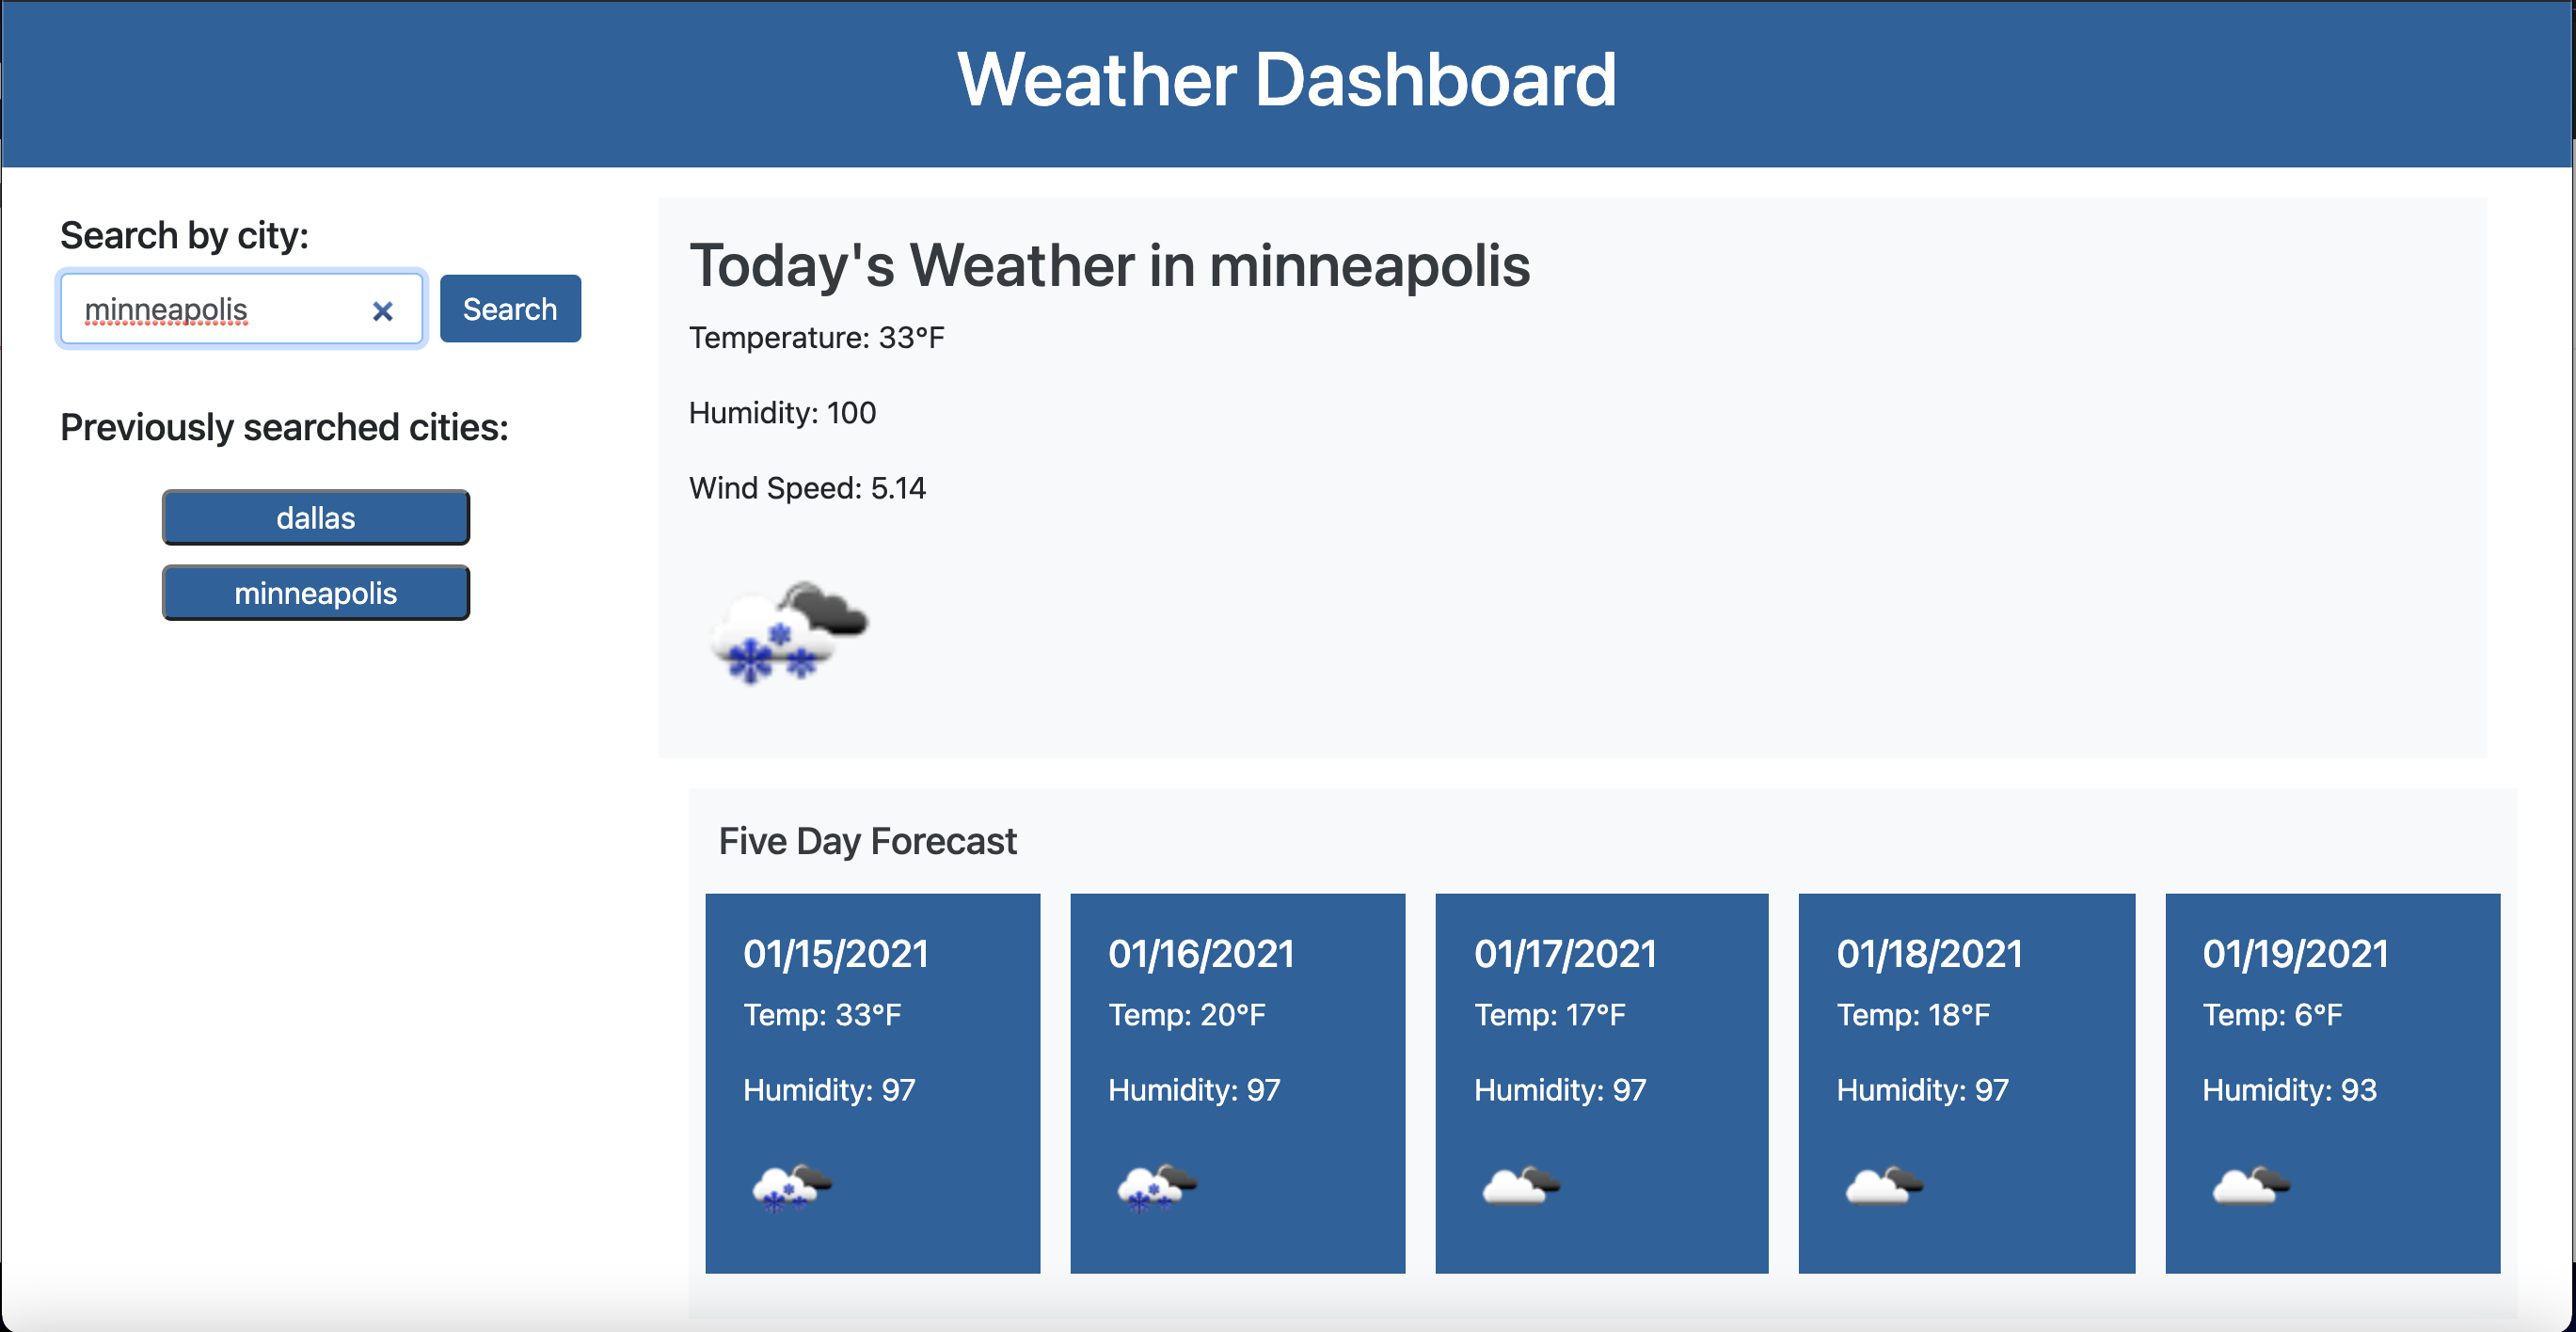 Weather Dashboard
Search by city:
minneapolis
Search
Previously searched cities:
dallas
minneapolis
Today's Weather in minneapolis
Temperature: 33°F
Humidity: 100
Wind Speed: 5.14
Five Day Forecast
01/15/2021
Temp: 33°F
Humidity: 97
01/16/2021
Temp: 20°F
Humidity: 97
01/17/2021
Temp: 17°F
Humidity: 97
01/18/2021
Temp: 18°F
Humidity: 97
01/19/2021
Temp: 6°F
Humidity: 93